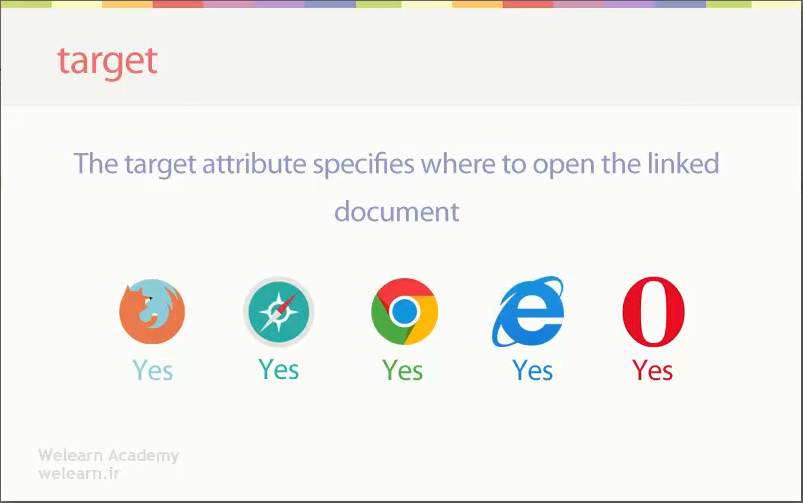 target
The target attribute specifies where to open the linked
document
Yes Yes Yes Yes Yes
Welearn Academy
welearn.ir